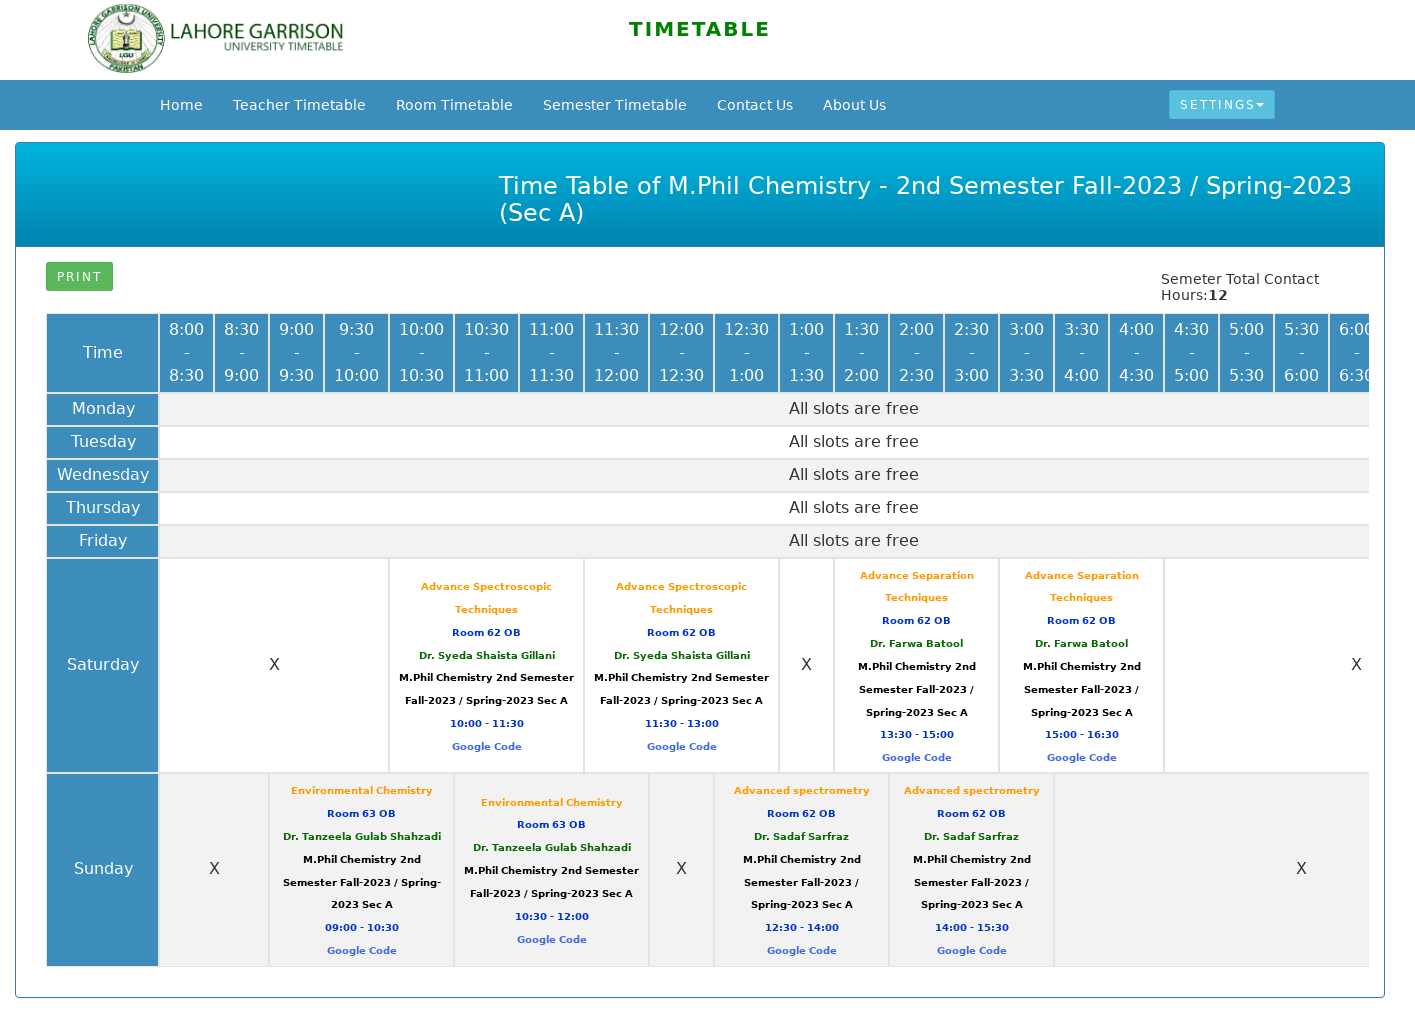 LAHORE GARRISON
UNIVERSITY TIMETABLE
TIMETABLE
Home
Teacher Timetable
Room Timetable
Semester Timetable
Contact Us
About Us
SETTINGS
Time Table of M.Phil Chemistry - 2nd Semester Fall-2023 / Spring-2023
(Sec A)
PRINT
Semeter Total Contact
Hours:12
Time
8:00
-
8:30
8:30
-
9:00
9:00
-
9:30
9:30
-
10:00
10:00
-
10:30
10:30
-
11:00
11:00
-
11:30
11:30
-
12:00
12:00
-
12:30
12:30
-
1:00
1:00
-
1:30
1:30
-
2:00
2:00
-
2:30
2:30
-
3:00
3:00
-
3:30
3:30
-
4:00
4:00
-
4:30
4:30
-
5:00
5:00
-
5:30
5:30
-
6:00
6:00
-
6:30
Monday
All slots are free
Tuesday
All slots are free
Wednesday
All slots are free
Thursday
All slots are free
Friday
All slots are free
Saturday
X
Advance Spectroscopic
Techniques
Room 62 OB
Dr. Syeda Shaista Gillani
M.Phil Chemistry 2nd Semester
Fall-2023 / Spring-2023 Sec A
10:00 - 11:30
Google Code
Advance Spectroscopic
Techniques
Room 62 OB
Dr. Syeda Shaista Gillani
M.Phil Chemistry 2nd Semester
Fall-2023 / Spring-2023 Sec A
11:30 - 13:00
Google Code
X
Advance Separation
Techniques
Room 62 OB
Dr. Farwa Batool
M.Phil Chemistry 2nd
Semester Fall-2023 /
Spring-2023 Sec A
13:30 - 15:00
Google Code
Advance Separation
Techniques
Room 62 OB
Dr. Farwa Batool
M.Phil Chemistry 2nd
Semester Fall-2023 /
Spring-2023 Sec A
15:00 - 16:30
Google Code
X
Sunday
X
Environmental Chemistry
Room 63 OB
Dr. Tanzeela Gulab Shahzadi
M.Phil Chemistry 2nd
Semester Fall-2023 / Spring-
2023 Sec A
09:00 - 10:30
Google Code
Environmental Chemistry
Room 63 OB
Dr. Tanzeela Gulab Shahzadi
M.Phil Chemistry 2nd Semester
Fall-2023 / Spring-2023 Sec A
10:30 - 12:00
Google Code
X
Advanced spectrometry
Room 62 OB
Dr. Sadaf Sarfraz
M.Phil Chemistry 2nd
Semester Fall-2023 /
Spring-2023 Sec A
12:30 - 14:00
Google Code
Advanced spectrometry
Room 62 OB
Dr. Sadaf Sarfraz
M.Phil Chemistry 2nd
Semester Fall-2023 /
Spring-2023 Sec A
14:00 - 15:30
Google Code
X